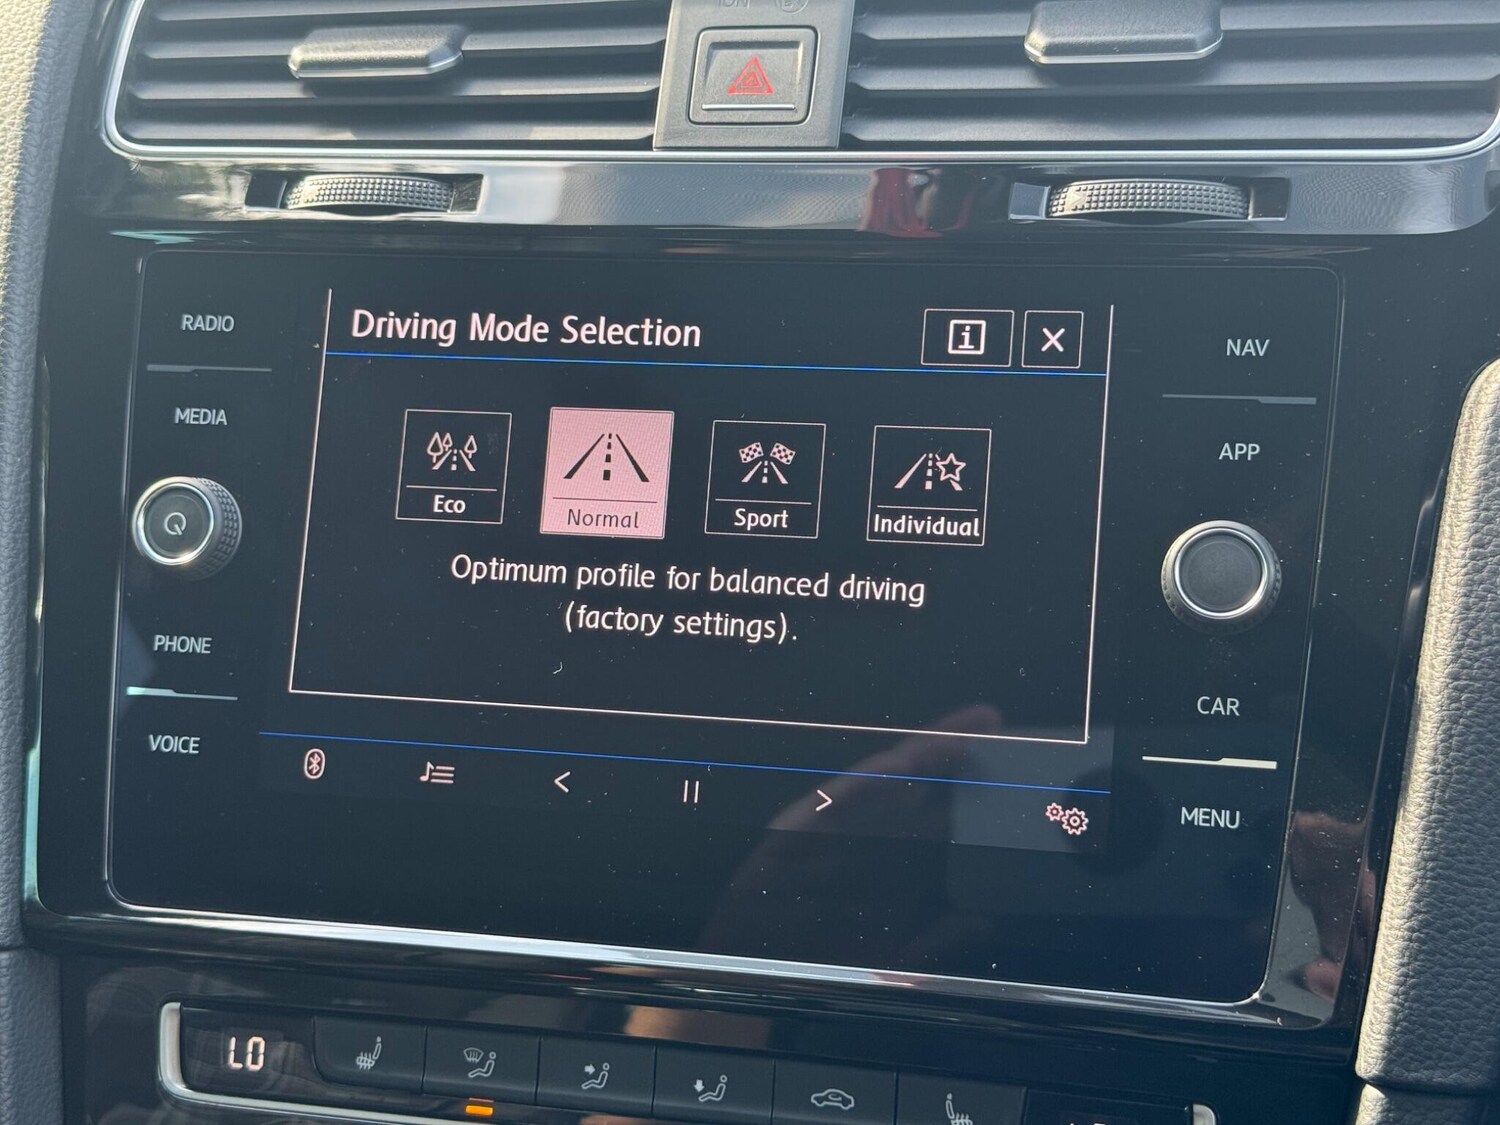 RADIO
MEDIA
PHONE
VOICE
Driving Mode Selection
i
Eco
Normal
Sport
Individual
Optimum profile for balanced driving
(factory settings).
NAV
APP
CAR
MENU
LO